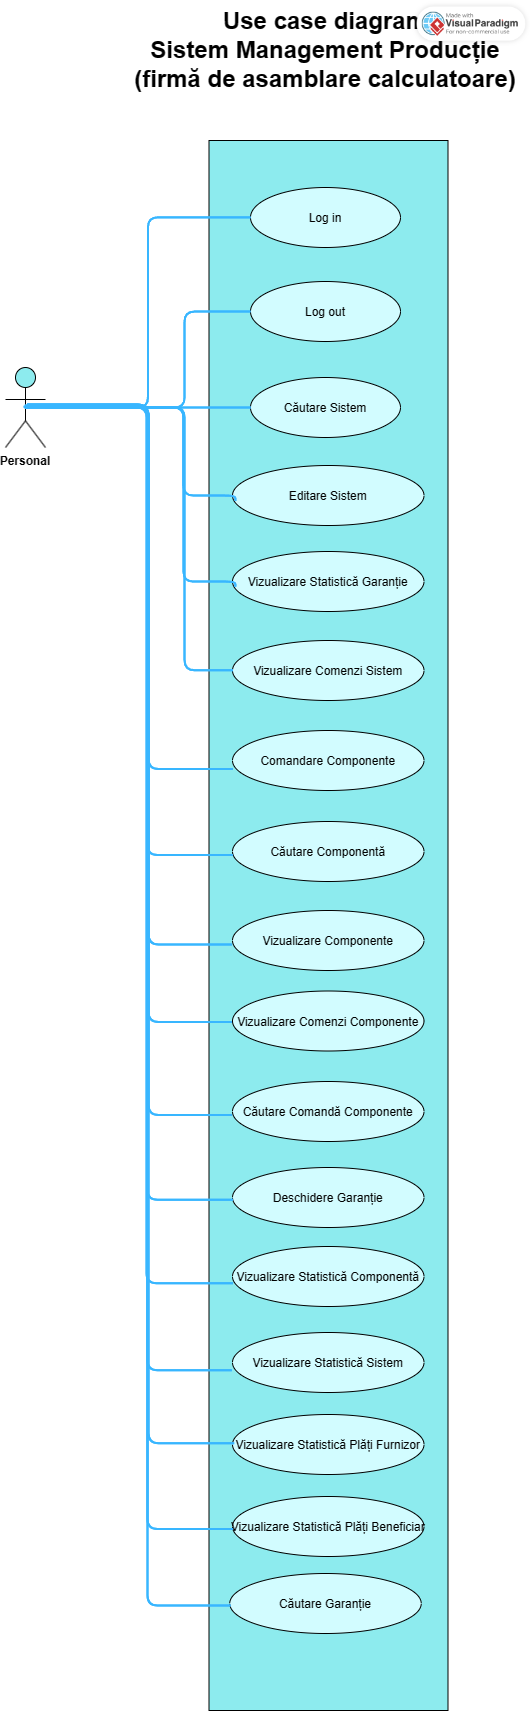 Use case diagram
Made with
VisualParadigm
For non-commercial use
Sistem Management Producție
(firmă de asamblare calculatoare)
Log in
Log out
Căutare Sistem
Personal
Editare Sistem
Vizualizare Statistică Garanție
Vizualizare Comenzi Sistem
Comandare Componente
Căutare Componentă
Vizualizare Componente
Vizualizare Comenzi Componente
Căutare Comandă Componente
Deschidere Garanție
Vizualizare Statistică Componentă
Vizualizare Statistică Sistem
Vizualizare Statistică Plăți Furnizor
Vizualizare Statistică Plăți Beneficiar
Căutare Garanție